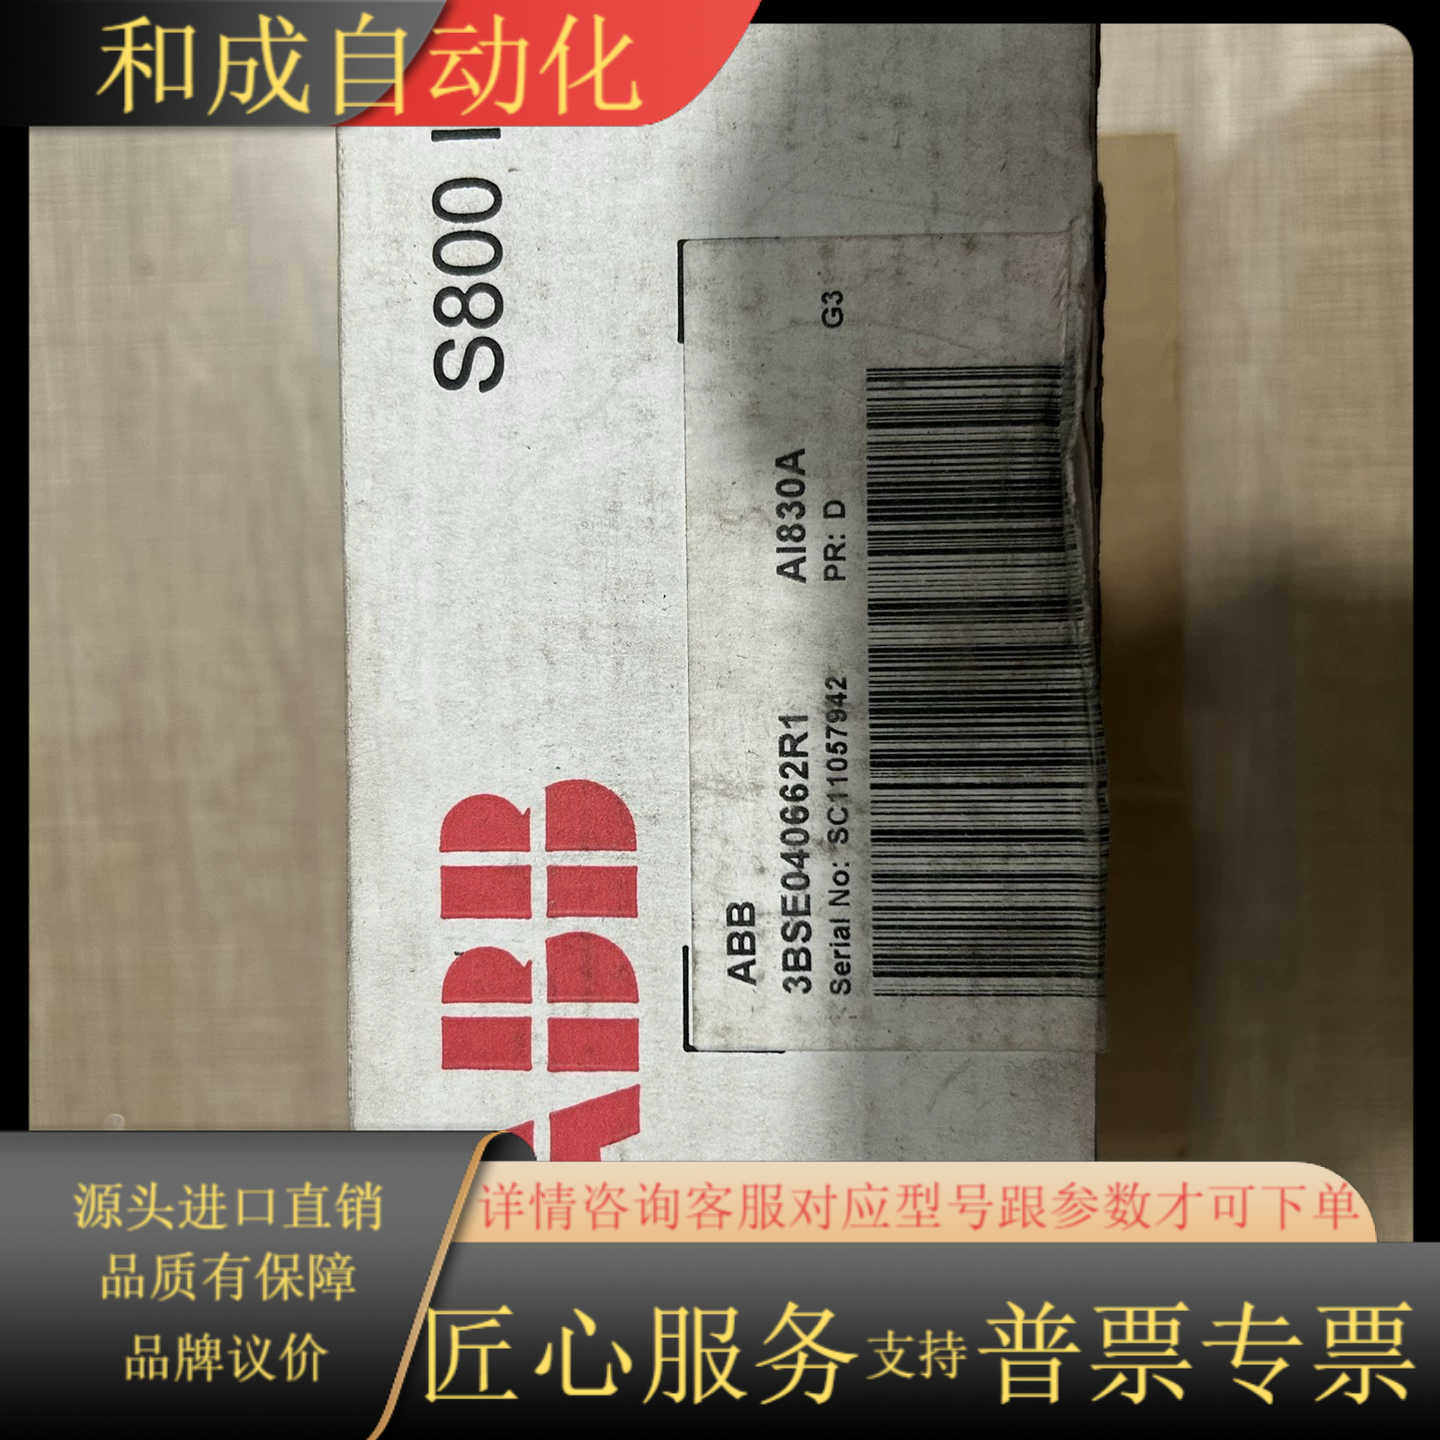 和成自动化
S800
ABB
ABB
3BSE040662R1 AI830A
Serial No: SC11057942 PR: D G3
源头进口直销
品质有保障
品牌议价
详情咨询客服对应型号跟参数才可下单
匠心服务支持普票专票